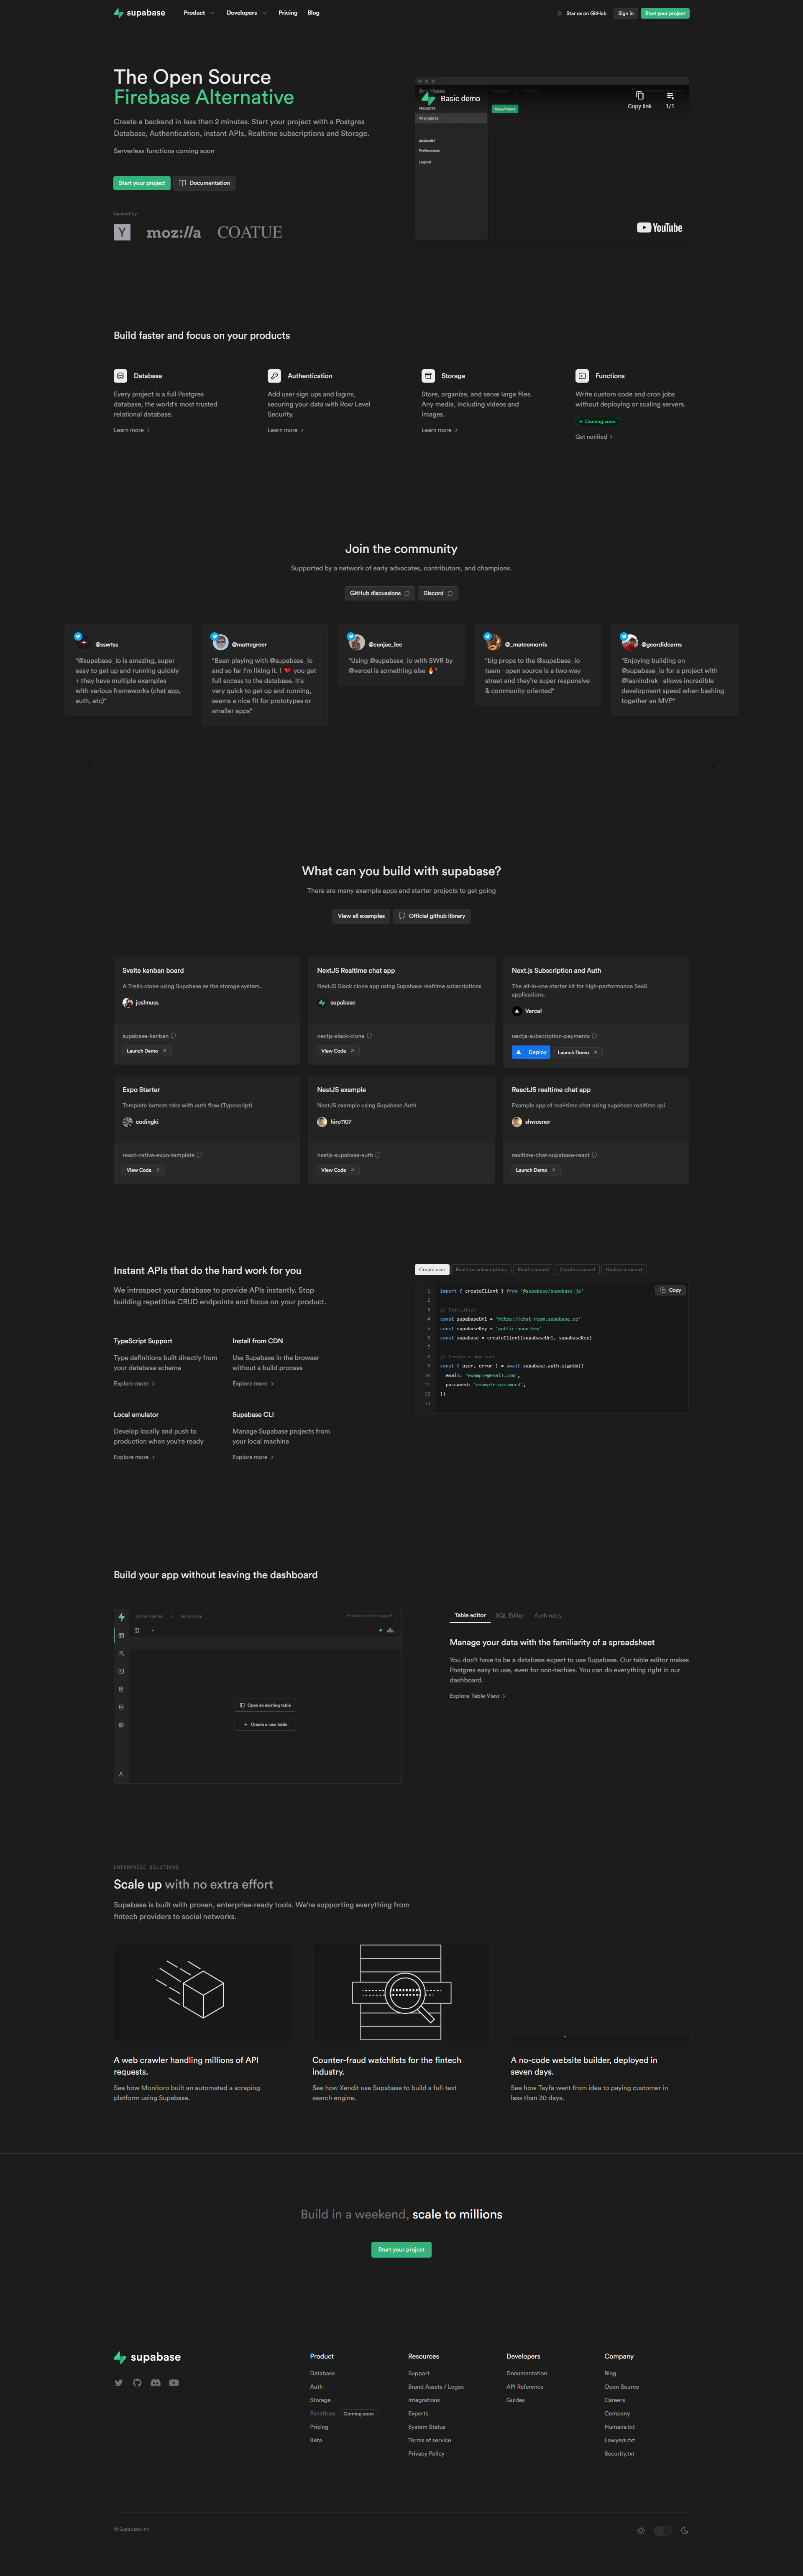 supabase
Product
Developers
Pricing
Blog
Star us on GitHub
Sign in
Start your project
The Open Source
Firebase Alternative
Create a backend in less than 2 minutes. Start your project with a Postgres
Database, Authentication, instant APIs, Realtime subscriptions and Storage.
Serverless functions coming soon
Start your project
Documentation
backed by
Y
moz://a
COATUE
Basic demo
Copy link
1/1
PROJECTS
All projects
New Project
ACCOUNT
Preferences
Logout
YouTube
Build faster and focus on your products
Database
Every project is a full Postgres
database, the world's most trusted
relational database.
Learn more
Authentication
Add user sign ups and logins,
securing your data with Row Level
Security.
Learn more
Storage
Store, organize, and serve large files.
Any media, including videos and
images.
Learn more
Functions
Write custom code and cron jobs
without deploying or scaling servers.
Coming soon
Get notified
Join the community
Supported by a network of early advocates, contributors, and champions.
GitHub discussions
Discord
@sswtss
"@supabase_io is amazing, super
easy to get up and running quickly
+ they have multiple examples
with various frameworks (chat app,
auth, etc)"
@mattegreer
"Been playing with @supabase_io
and so far I'm liking it. I ❤️ you get
full access to the database. It's
very quick to get up and running,
seems a nice fit for prototypes or
smaller apps"
@eunjae_lee
"Using @supabase_io with SWR by
@vercel is something else 🔥"
@_mateomorris
"big props to the @supabase_io
team - open source is a two way
street and they're super responsive
& community oriented"
@geordidearns
"Enjoying building on
@supabase_io for a project with
@lasnindrek - allows incredible
development speed when bashing
together an MVP"
What can you build with supabase?
There are many example apps and starter projects to get going
View all examples
Official github library
Svelte kanban board
A Trello clone using Supabase as the storage system.
joshnuss
supabase-kanban
Launch Demo
NextJS Realtime chat app
NextJS Slack clone app using Supabase realtime subscriptions
supabase
nextjs-slack-clone
View Code
Next.js Subscription and Auth
The all-in-one starter kit for high-performance SaaS
applications.
Vercel
nextjs-subscription-payments
Deploy
Launch Demo
Expo Starter
Template bottom tabs with auth flow (Typescript)
codingki
react-native-expo-template
View Code
NestJS example
NestJS example using Supabase Auth
hiro1107
nestjs-supabase-auth
View Code
ReactJS realtime chat app
Example app of real-time chat using supabase realtime api
shwosner
realtime-chat-supabase-react
Launch Demo
Instant APIs that do the hard work for you
We introspect your database to provide APIs instantly. Stop
building repetitive CRUD endpoints and focus on your product.
TypeScript Support
Type definitions built directly from
your database schema
Explore more
Install from CDN
Use Supabase in the browser
without a build process
Explore more
Local emulator
Develop locally and push to
production when you're ready
Explore more
Supabase CLI
Manage Supabase projects from
your local machine
Explore more
Create user
Realtime subscriptions
Read a record
Create a record
Update a record
Copy
1 import { createClient } from '@supabase/supabase-js'
2
3 // Initialize
4 const supabaseUrl = 'https://chat-room.supabase.co'
5 const supabaseKey = 'public-anon-key'
6 const supabase = createClient(supabaseUrl, supabaseKey)
7
8 // Create a new user
9 const { user, error } = await supabase.auth.signUp({
10 email: 'example@email.com',
11 password: 'example-password',
12 })
13
Build your app without leaving the dashboard
Feedback on this page?
Open an existing table
Create a new table
Table editor
SQL Editor
Auth rules
Manage your data with the familiarity of a spreadsheet
You don't have to be a database expert to use Supabase. Our table editor makes
Postgres easy to use, even for non-techies. You can do everything right in our
dashboard.
Explore Table View
ENTERPRISE SOLUTIONS
Scale up with no extra effort
Supabase is built with proven, enterprise-ready tools. We're supporting everything from
fintech providers to social networks.
A web crawler handling millions of API
requests.
See how Monitoro built an automated a scraping
platform using Supabase.
Counter-fraud watchlists for the fintech
industry.
See how Xendit use Supabase to build a full-text
search engine.
A no-code website builder, deployed in
seven days.
See how Tayfa went from idea to paying customer in
less than 30 days.
Build in a weekend, scale to millions
Start your project
supabase
Product
Database
Auth
Storage
Functions
Coming soon
Pricing
Beta
Resources
Support
Brand Assets / Logos
Integrations
Experts
System Status
Terms of service
Privacy Policy
Developers
Documentation
API Reference
Guides
Company
Blog
Open Source
Careers
Company
Humans.txt
Lawyers.txt
Security.txt
© Supabase Inc